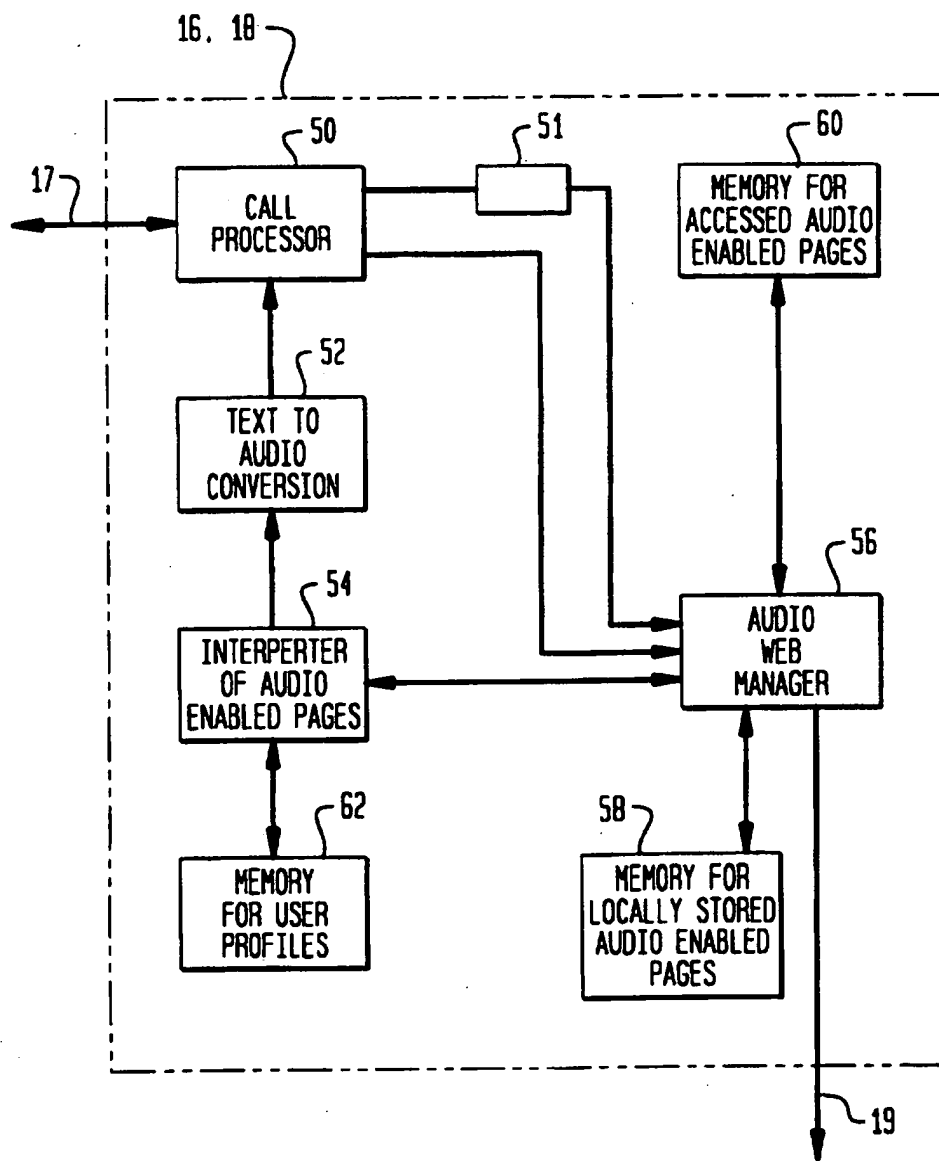 16, 18
50
51
60
17
CALL
PROCESSOR
MEMORY FOR
ACCESSED AUDIO
ENABLED PAGES
52
TEXT TO
AUDIO
CONVERSION
56
54
AUDIO
WEB
MANAGER
INTERPERTER
OF AUDIO
ENABLED PAGES
62
58
MEMORY
FOR USER
PROFILES
MEMORY FOR
LOCALLY STORED
AUDIO ENABLED
PAGES
19